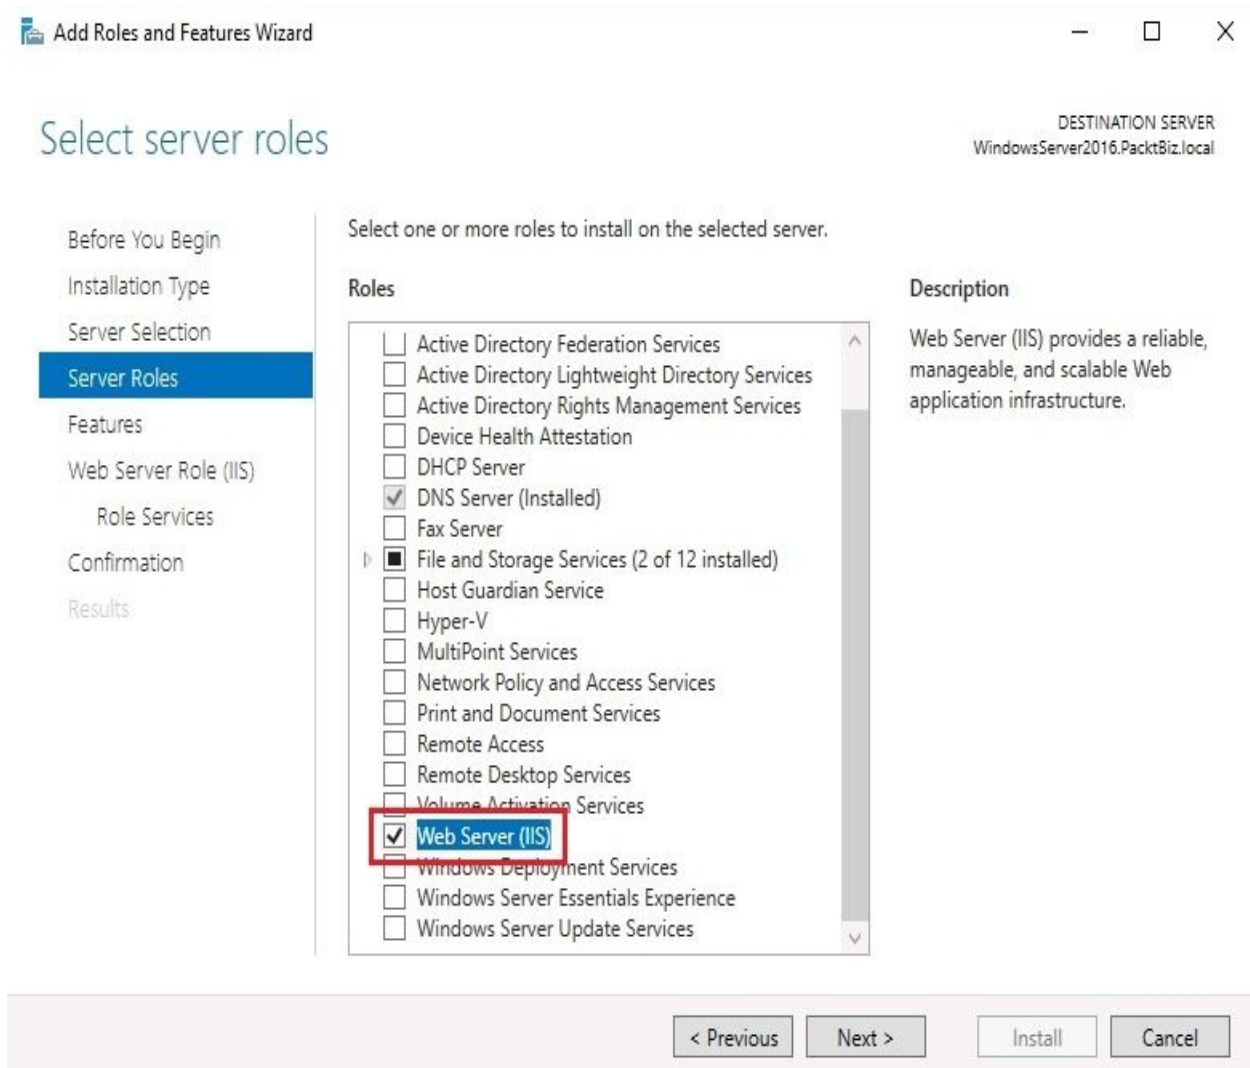 Add Roles and Features Wizard
Select server roles
DESTINATION SERVER
WindowsServer2016.PacktBiz.local
Before You Begin
Installation Type
Server Selection
Server Roles
Features
Web Server Role (IIS)
Role Services
Confirmation
Results
Select one or more roles to install on the selected server.
Roles
Active Directory Federation Services
Active Directory Lightweight Directory Services
Active Directory Rights Management Services
Device Health Attestation
DHCP Server
DNS Server (Installed)
Fax Server
File and Storage Services (2 of 12 installed)
Host Guardian Service
Hyper-V
MultiPoint Services
Network Policy and Access Services
Print and Document Services
Remote Access
Remote Desktop Services
Volume Activation Services
Web Server (IIS)
Windows Deployment Services
Windows Server Essentials Experience
Windows Server Update Services
Description
Web Server (IIS) provides a reliable,
manageable, and scalable Web
application infrastructure.
< Previous
Next >
Install
Cancel